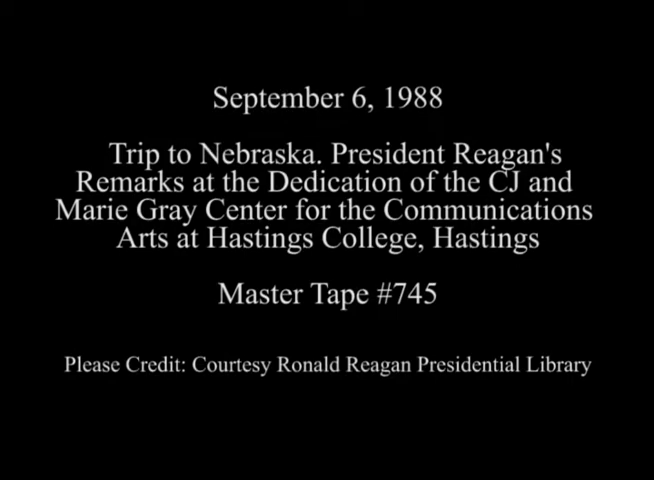 September 6, 1988
Trip to Nebraska. President Reagan's
Remarks at the Dedication of the CJ and
Marie Gray Center for the Communications
Arts at Hastings College, Hastings
Master Tape #745
Please Credit: Courtesy Ronald Reagan Presidential Library